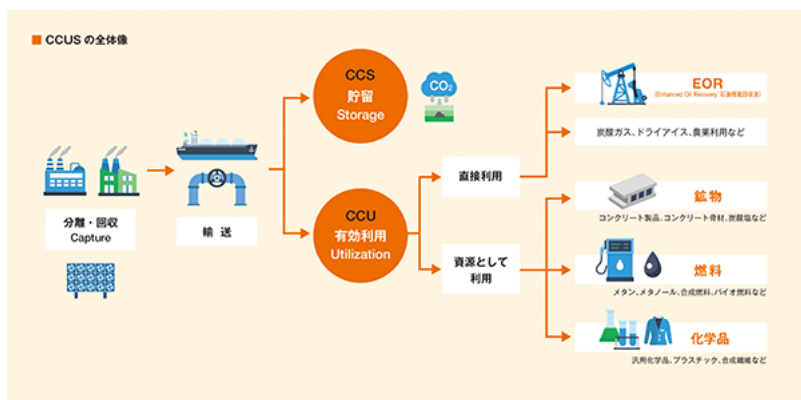 ■ CCUSの全体像
分離・回収
Capture
輸 送
CCS
貯留
Storage
CO₂
CCU
有効利用
Utilization
直接利用
資源として
利用
EOR
(Enhanced Oil Recovery 石油増進回収法)
炭酸ガス、ドライアイス、農業利用など
鉱物
コンクリート製品、コンクリート骨材、炭酸塩など
燃料
メタン、メタノール、合成燃料、バイオ燃料など
化学品
汎用化学品、プラスチック、合成繊維など